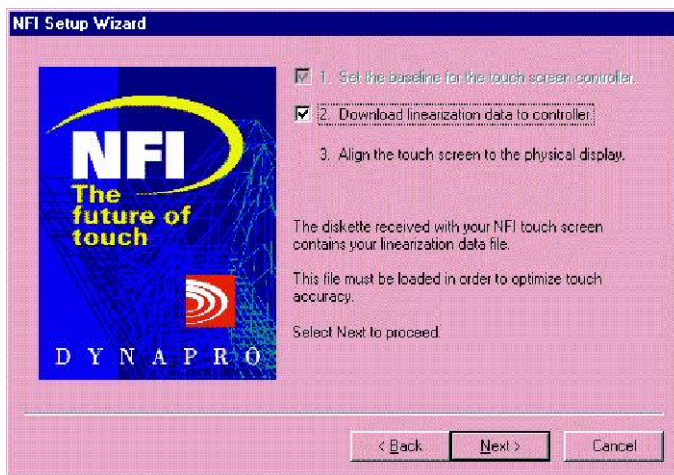 NFI Setup Wizard
NFI
The
future of
touch
DYNAPRO
1. Set the baseline for the touch screen controller.
2. Download linearization data to controller.
3. Align the touch screen to the physical display.
The diskette received with your NFI touch screen
contains your linearization data file.
This file must be loaded in order to optimize touch
accuracy.
Select Next to proceed.
< Back
Next >
Cancel